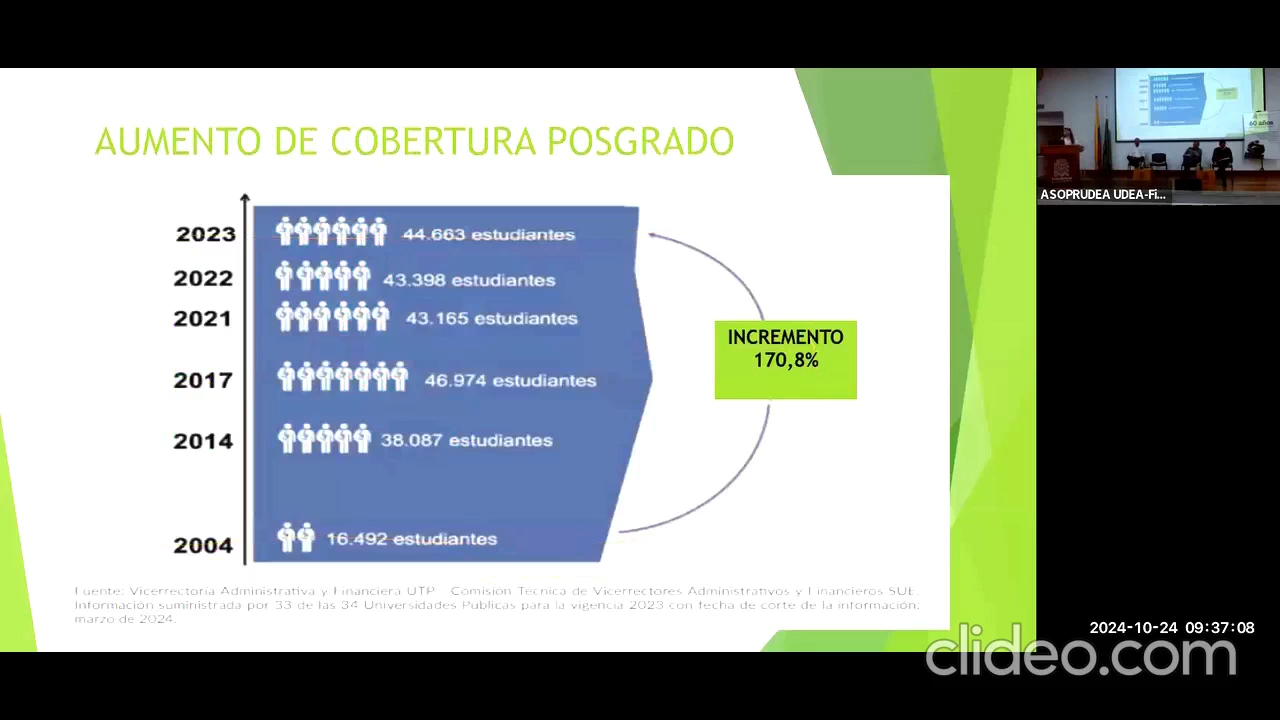 AUMENTO DE COBERTURA POSGRADO
2023 44.663 estudiantes
2022 43.398 estudiantes
2021 43.165 estudiantes
2017 46.974 estudiantes
2014 38.087 estudiantes
2004 16.492 estudiantes
INCREMENTO
170,8%
Fuente: Vicerrectoría Administrativa y Financiera UTP - Comisión Técnica de Vicerrectores Administrativos y Financieros SUE.
Información suministrada por 33 de las 34 Universidades Públicas para la vigencia 2023 con fecha de corte de la información:
marzo de 2024.
60 años
ASOPRUDEA UDEA-Fi...
2024-10-24 09:37:08
clideo.com